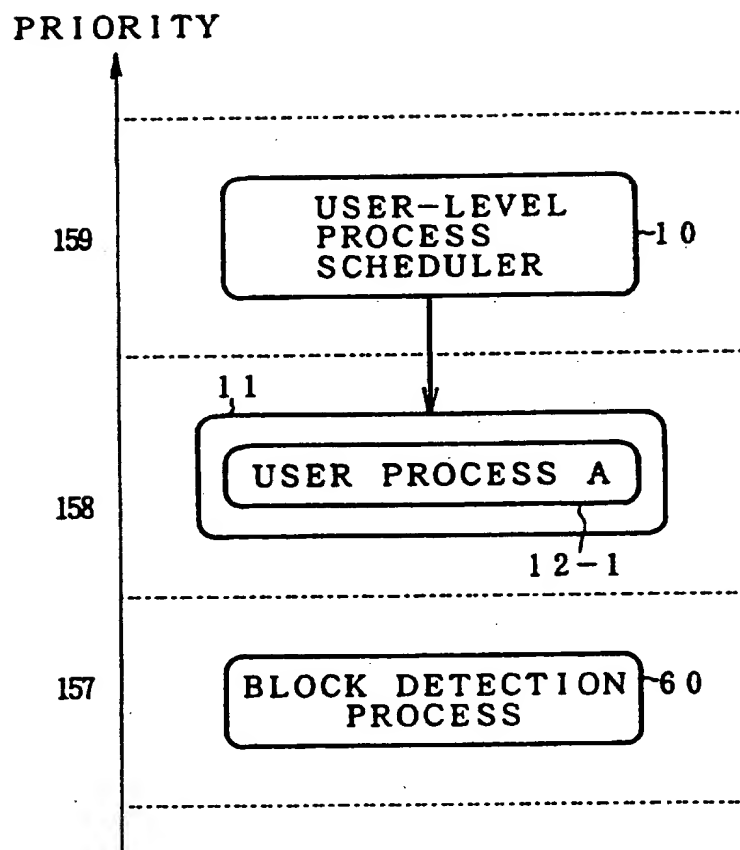 PRIORITY
159
USER-LEVEL
PROCESS
SCHEDULER
10
11
USER PROCESS A
158
12-1
157
BLOCK DETECTION
PROCESS
60